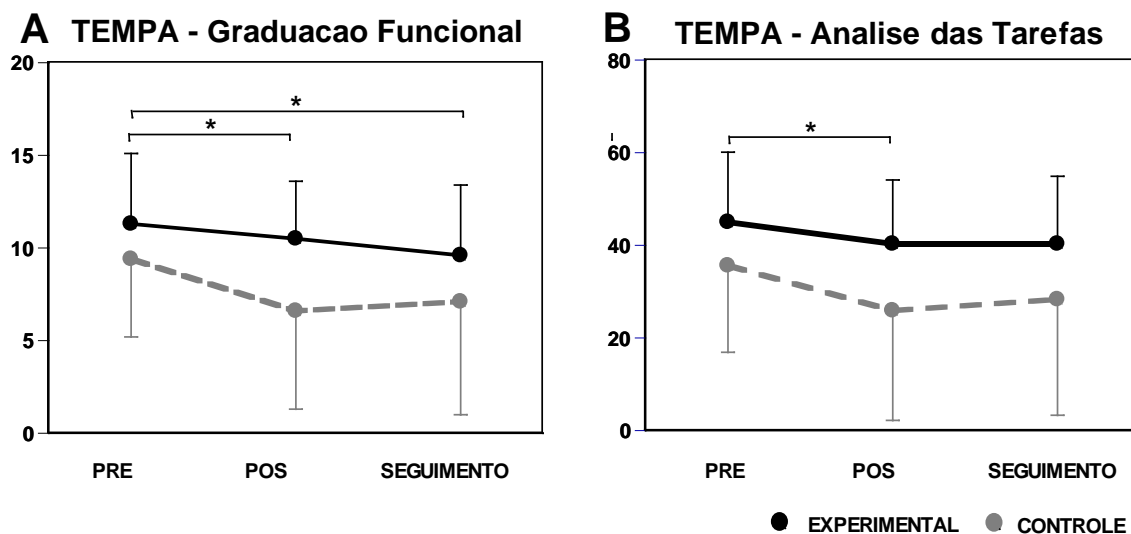 A TEMPA - Graduacao Funcional
20
15
10
5
0
*
*
PRE POS SEGUIMENTO
B TEMPA - Analise das Tarefas
80
60
40
20
0
*
PRE POS SEGUIMENTO
EXPERIMENTAL CONTROLE